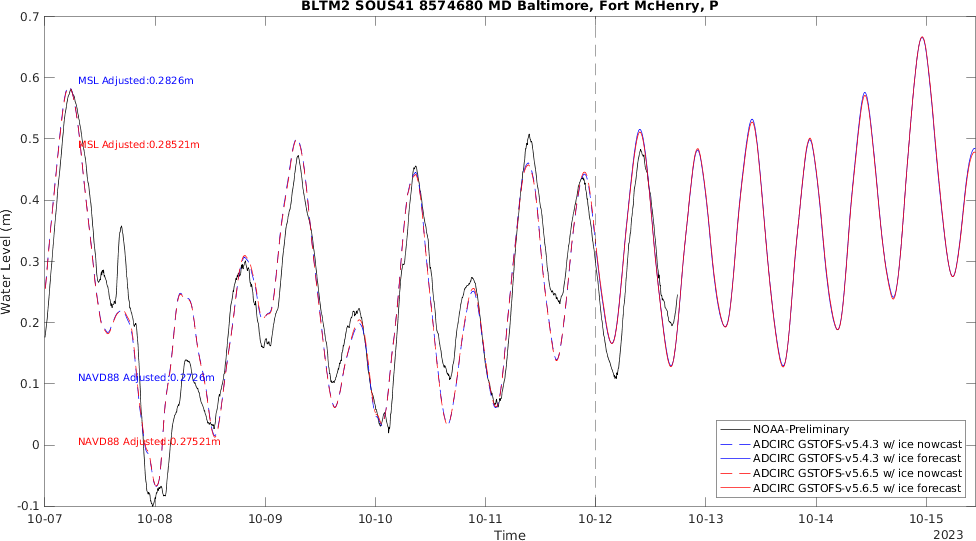 BLTM2 SOUS41 8574680 MD Baltimore, Fort McHenry, P
0.7
0.6
0.5
0.4
0.3
0.2
0.1
0
-0.1
Water Level (m)
MSL Adjusted:0.2826m
MSL Adjusted:0.28521m
NAVD88 Adjusted:0.2726m
NAVD88 Adjusted:0.27521m
NOAA-Preliminary
ADCIRC GSTOFS-v5.4.3 w/ ice nowcast
ADCIRC GSTOFS-v5.4.3 w/ ice forecast
ADCIRC GSTOFS-v5.6.5 w/ ice nowcast
ADCIRC GSTOFS-v5.6.5 w/ ice forecast
10-07 10-08 10-09 10-10 10-11 10-12 10-13 10-14 10-15
Time
2023